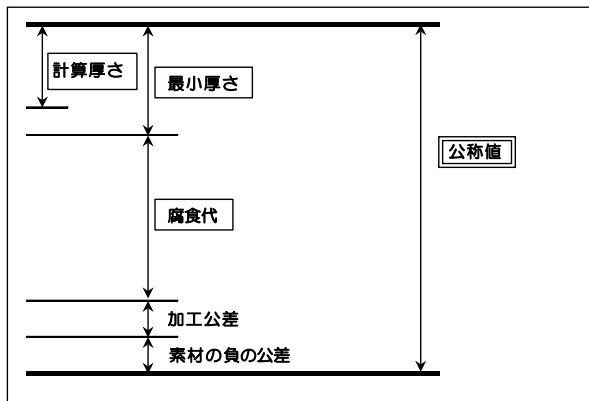 計算厚さ
最小厚さ
公称値
腐食代
加工公差
素材の負の公差